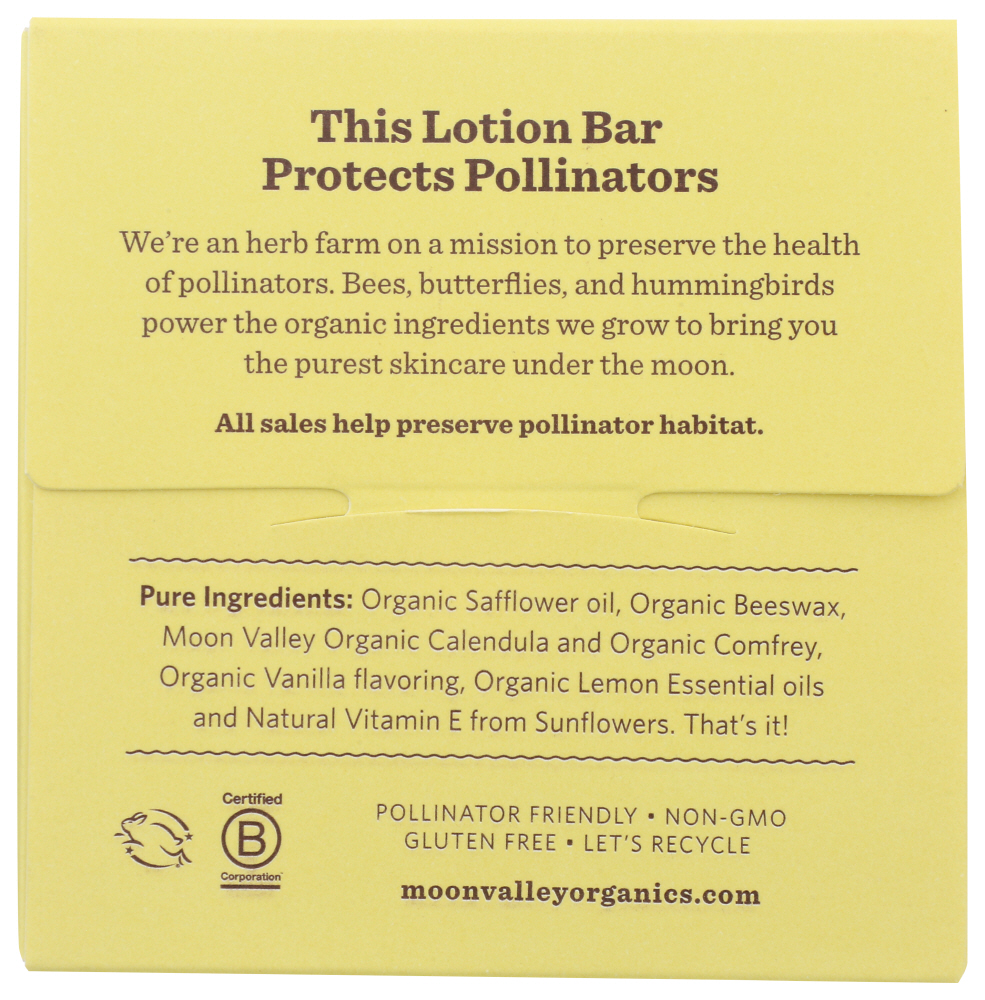 This Lotion Bar
Protects Pollinators
We're an herb farm on a mission to preserve the health
of pollinators. Bees, butterflies, and hummingbirds
power the organic ingredients we grow to bring you
the purest skincare under the moon.
All sales help preserve pollinator habitat.
Pure Ingredients: Organic Safflower oil, Organic Beeswax,
Moon Valley Organic Calendula and Organic Comfrey,
Organic Vanilla flavoring, Organic Lemon Essential oils
and Natural Vitamin E from Sunflowers. That's it!
Certified
B
Corporation
POLLINATOR FRIENDLY ▪ NON-GMO
GLUTEN FREE ▪ LET'S RECYCLE
moonvalleyorganics.com